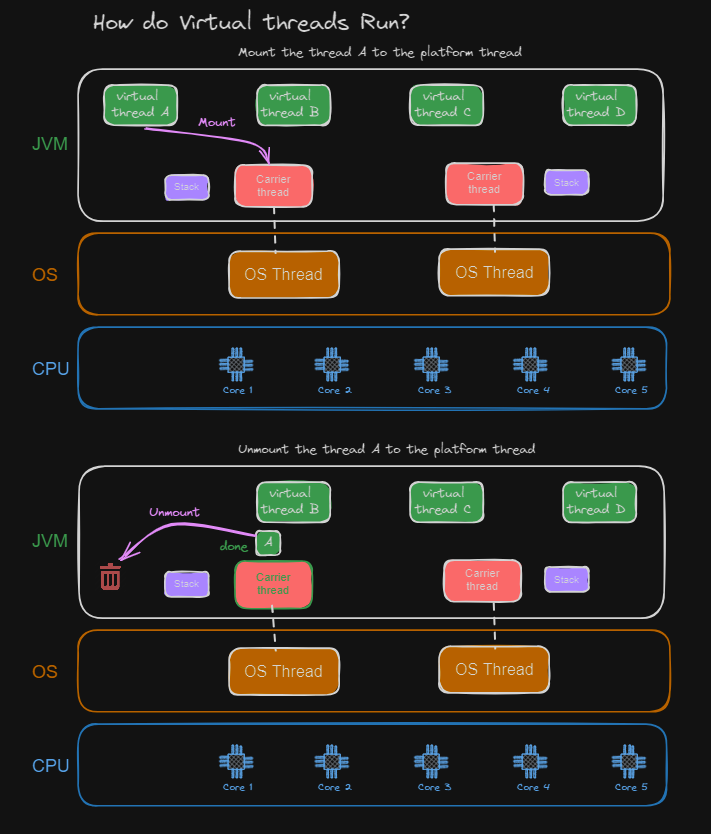 How do Virtual threads Run?
Mount the thread A to the platform thread
virtual
thread A
virtual
thread B
virtual
thread C
virtual
thread D
Mount
JVM
Stack
Carrier
thread
Carrier
thread
Stack
OS
OS Thread
OS Thread
CPU
Core 1
Core 2
Core 3
Core 4
Core 5
Unmount the thread A to the platform thread
virtual
thread B
virtual
thread C
virtual
thread D
Unmount
JVM
done
A
Stack
Carrier
thread
Carrier
thread
Stack
OS
OS Thread
OS Thread
CPU
Core 1
Core 2
Core 3
Core 4
Core 5